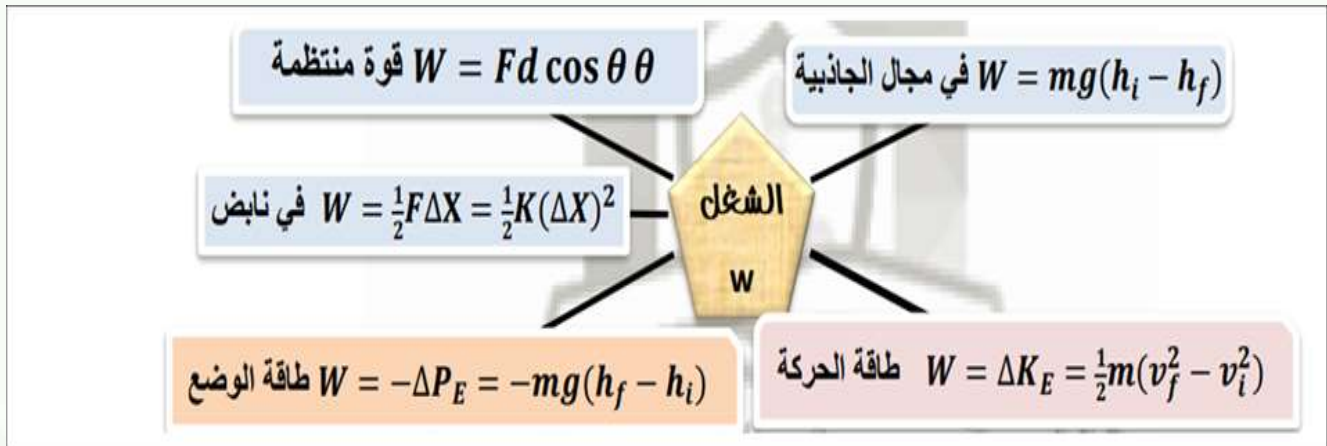 قوة منتظمة W = Fd cos θ θ
في مجال الجاذبية W = mg(hᵢ − h_f)
في نابض W = ½FΔX = ½K(ΔX)²
الشغل
W
طاقة الوضع W = −ΔP_E = −mg(h_f − hᵢ)
طاقة الحركة W = ΔK_E = ½m(v_f² − v_i²)